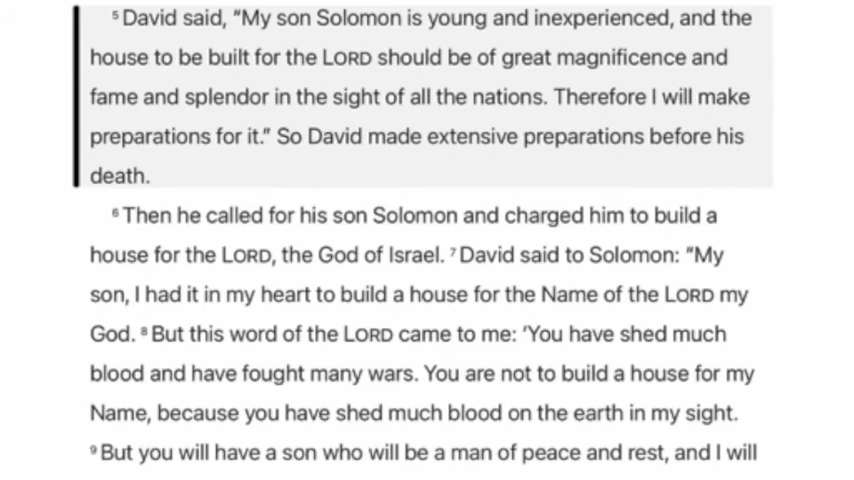 ⁵ David said, “My son Solomon is young and inexperienced, and the
house to be built for the LORD should be of great magnificence and
fame and splendor in the sight of all the nations. Therefore I will make
preparations for it.” So David made extensive preparations before his
death.
⁶ Then he called for his son Solomon and charged him to build a
house for the LORD, the God of Israel. ⁷ David said to Solomon: “My
son, I had it in my heart to build a house for the Name of the LORD my
God. ⁸ But this word of the LORD came to me: ‘You have shed much
blood and have fought many wars. You are not to build a house for my
Name, because you have shed much blood on the earth in my sight.
⁹ But you will have a son who will be a man of peace and rest, and I will